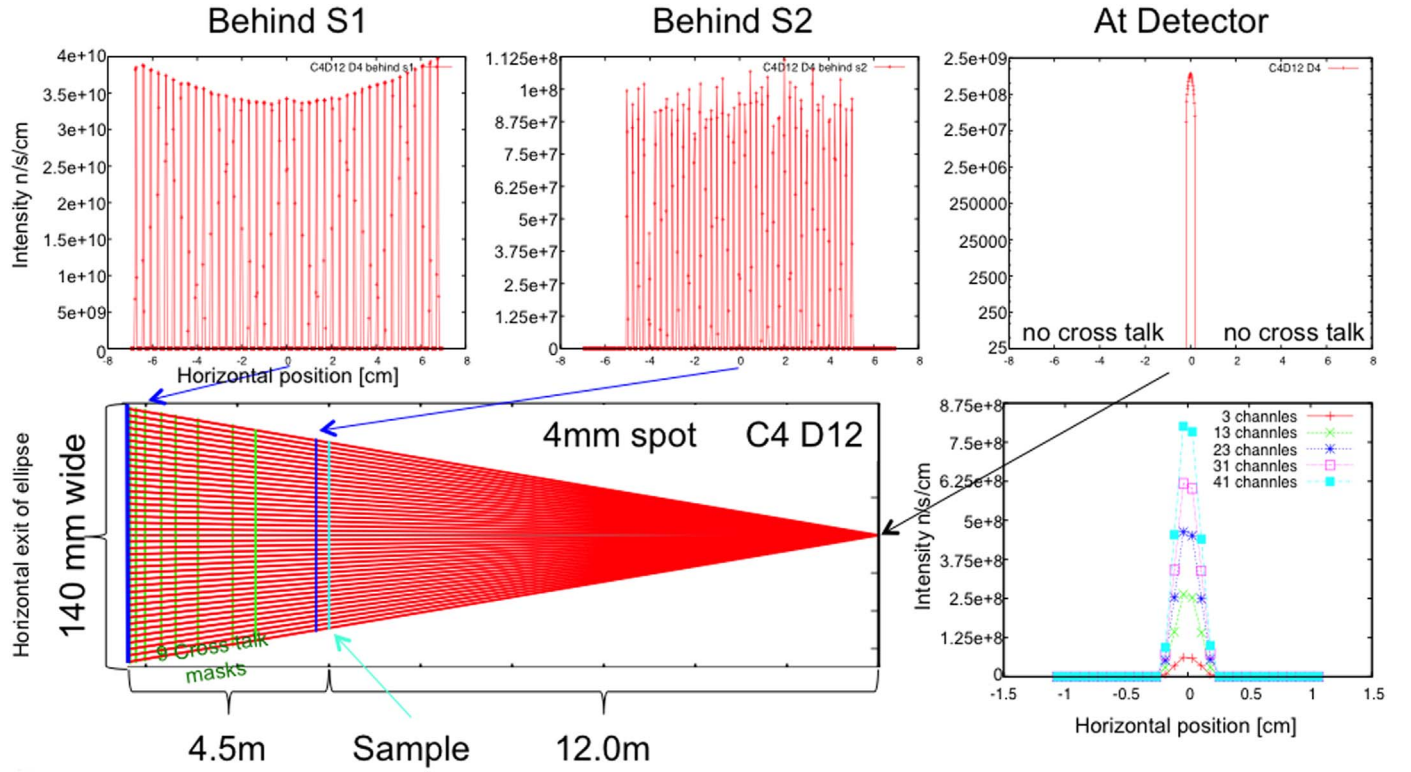 Behind S1
Behind S2
At Detector
4e+10
3.5e+10
3e+10
2.5e+10
2e+10
1.5e+10
1e+10
5e+09
0
Intensity n/s/cm
C4D12 D4 behind s1
-8 -6 -4 -2 0 2 4 6 8
Horizontal position [cm]
1.125e+8
1e+8
8.75e+7
7.5e+7
6.25e+7
5e+7
3.75e+7
2.5e+7
1.25e+7
0
C4D12 D4 behind s2
-8 -6 -4 -2 0 2 4 6 8
2.5e+09
2.5e+08
2.5e+07
2.5e+06
250000
25000
2500
250
25
C4D12 D4
no cross talk
no cross talk
-8 -6 -4 -2 0 2 4 6 8
Horizontal exit of ellipse
140 mm wide
4mm spot
C4 D12
9 Cross talk
masks
4.5m
Sample
12.0m
8.75e+8
7.5e+8
6.25e+8
5e+8
3.75e+8
2.5e+8
1.25e+8
0
Intensity n/s/cm
3 channles
13 channles
23 channles
31 channles
41 channles
-1.5 -1 -0.5 0 0.5 1 1.5
Horizontal position [cm]